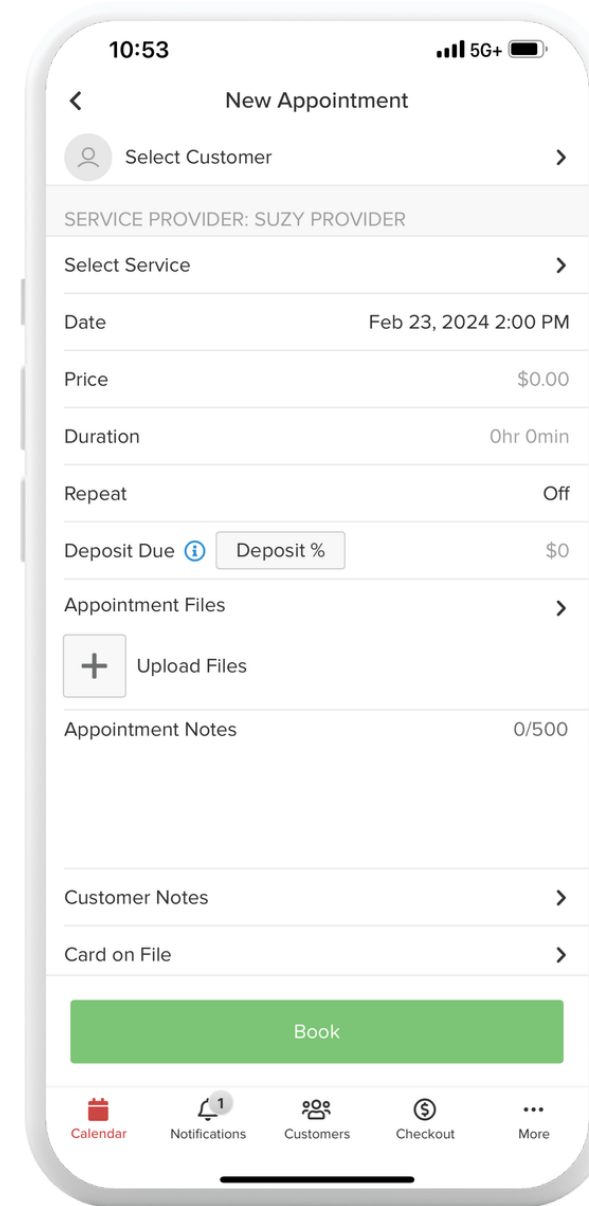 10:53 5G+
New Appointment
Select Customer
SERVICE PROVIDER: SUZY PROVIDER
Select Service
Date Feb 23, 2024 2:00 PM
Price $0.00
Duration 0hr 0min
Repeat Off
Deposit Due Deposit % $0
Appointment Files
Upload Files
Appointment Notes 0/500
Customer Notes
Card on File
Book
1
Calendar Notifications Customers Checkout More